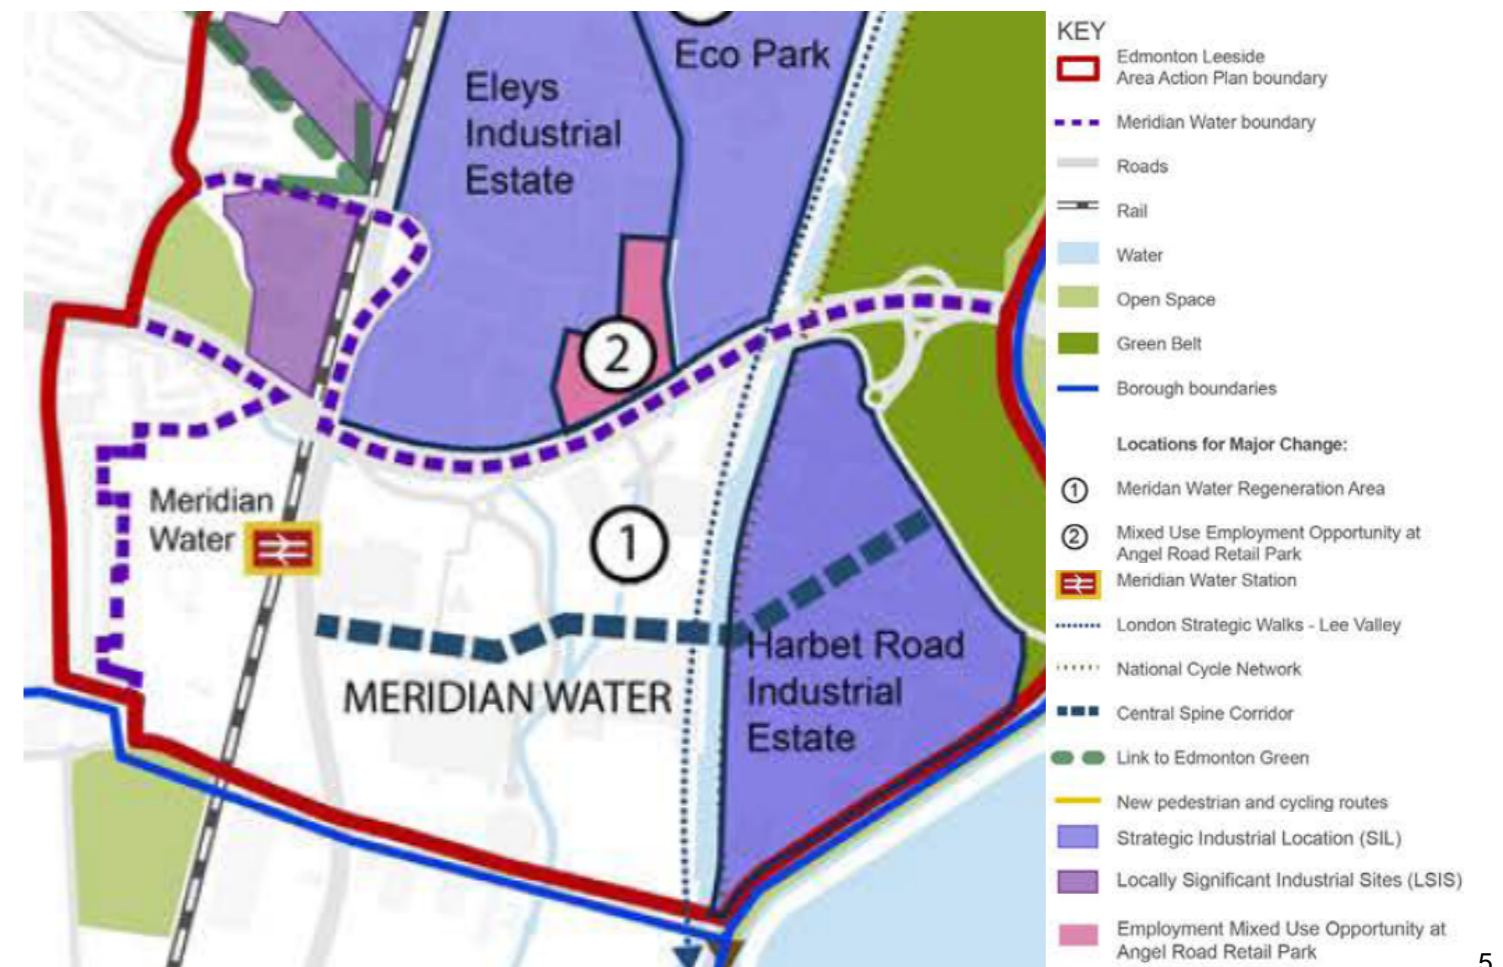 Eco Park
Eleys
Industrial
Estate
2
Meridian
Water
1
Harbet Road
Industrial
Estate
MERIDIAN WATER
KEY
Edmonton Leeside
Area Action Plan boundary
Meridian Water boundary
Roads
Rail
Water
Open Space
Green Belt
Borough boundaries
Locations for Major Change:
1 Meridan Water Regeneration Area
2 Mixed Use Employment Opportunity at
Angel Road Retail Park
Meridian Water Station
London Strategic Walks - Lee Valley
National Cycle Network
Central Spine Corridor
Link to Edmonton Green
New pedestrian and cycling routes
Strategic Industrial Location (SIL)
Locally Significant Industrial Sites (LSIS)
Employment Mixed Use Opportunity at
Angel Road Retail Park
5